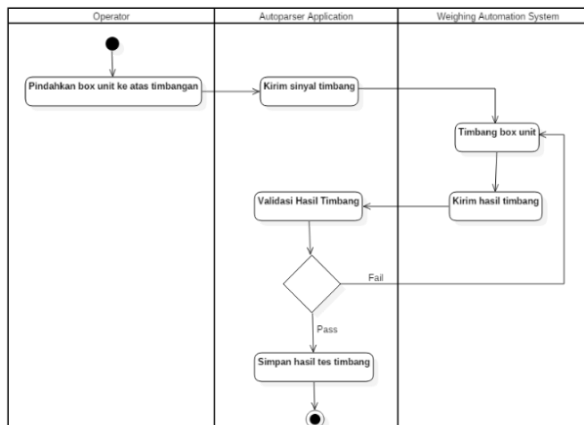 Operator
Autoparser Application
Weighing Automation System
Pindahkan box unit ke atas timbangan
Kirim sinyal timbang
Timbang box unit
Validasi Hasil Timbang
Kirim hasil timbang
Fail
Pass
Simpan hasil tes timbang